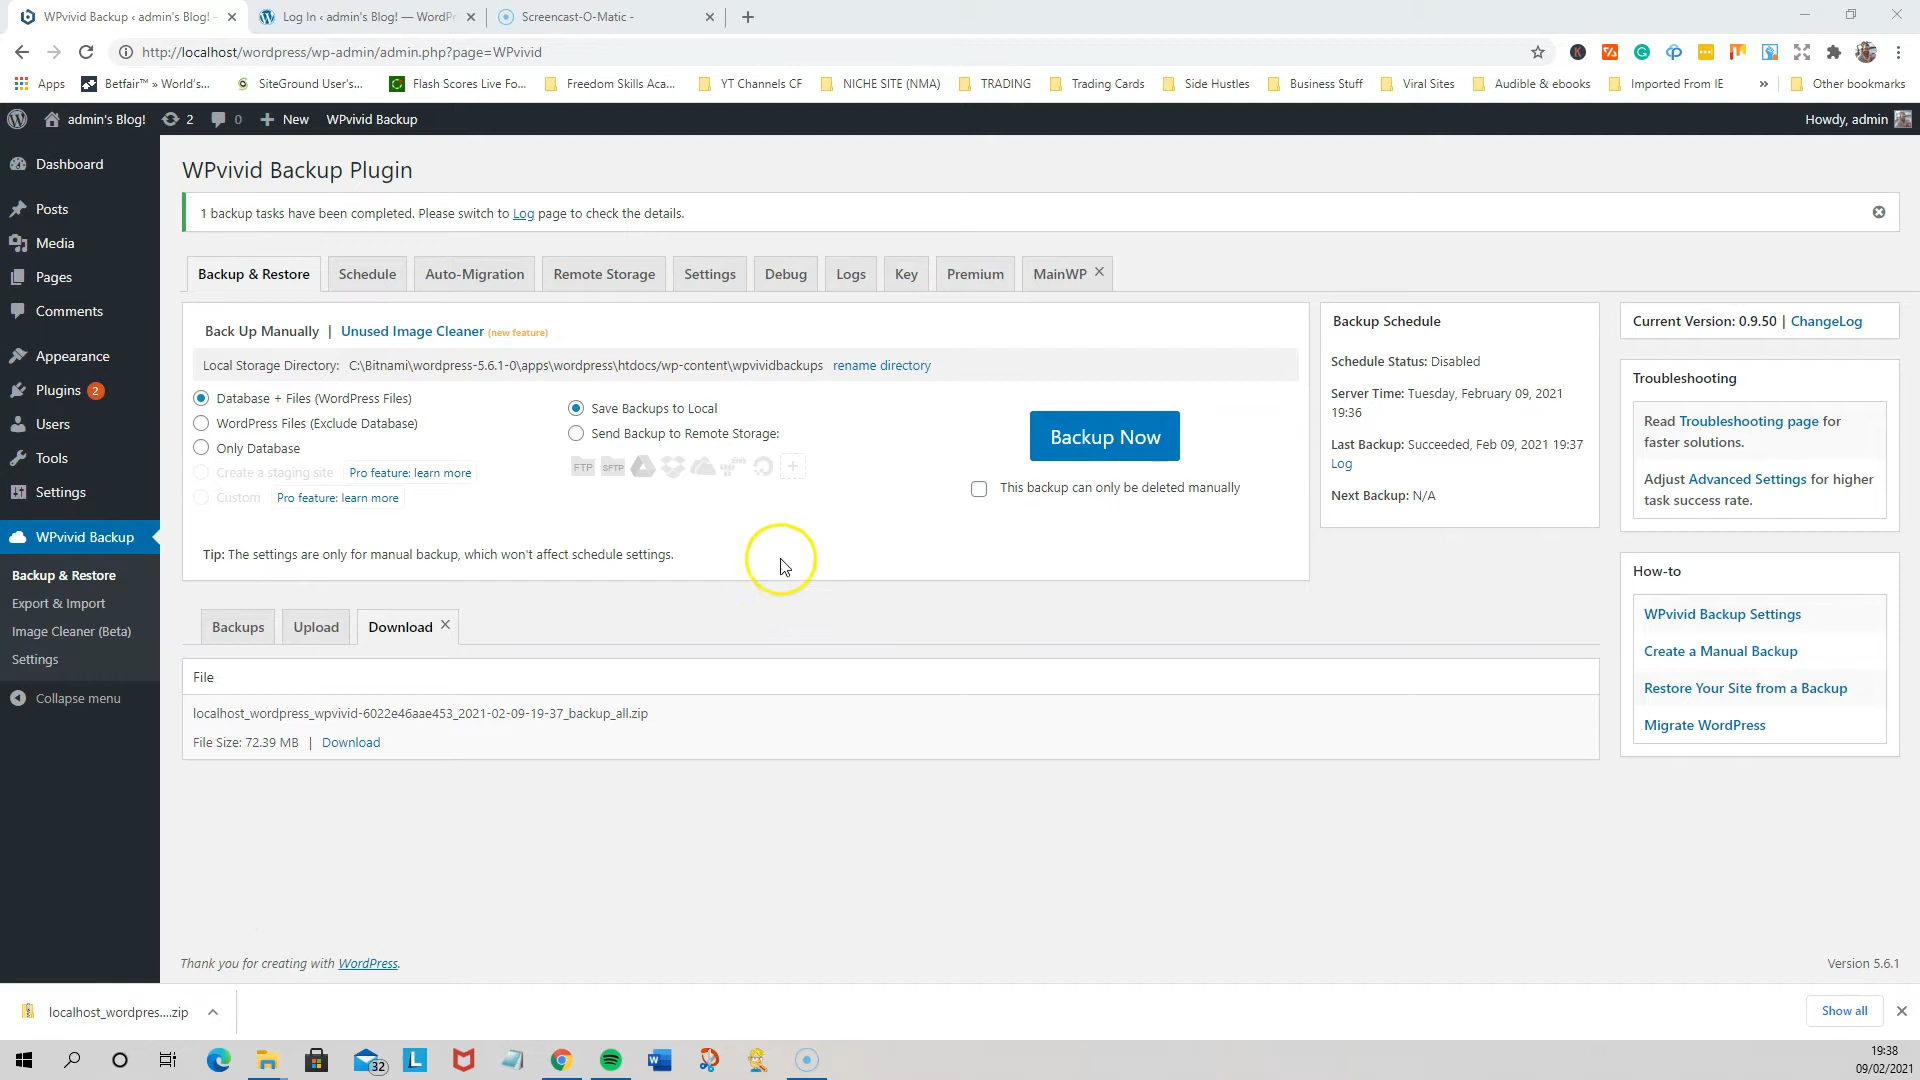 WPvivid Backup ‹ admin's Blog! -
Log In ‹ admin's Blog! — WordPr
Screencast-O-Matic -
http://localhost/wordpress/wp-admin/admin.php?page=WPvivid
Apps
Betfair™ » World's...
SiteGround User's...
Flash Scores Live Fo...
Freedom Skills Aca...
YT Channels CF
NICHE SITE (NMA)
TRADING
Trading Cards
Side Hustles
Business Stuff
Viral Sites
Audible & ebooks
Imported From IE
»
Other bookmarks
admin's Blog!
2
0
New
WPvivid Backup
Howdy, admin
Dashboard
Posts
Media
Pages
Comments
Appearance
Plugins 2
Users
Tools
Settings
WPvivid Backup
Backup & Restore
Export & Import
Image Cleaner (Beta)
Settings
Collapse menu
WPvivid Backup Plugin
1 backup tasks have been completed. Please switch to Log page to check the details.
Backup & Restore
Schedule
Auto-Migration
Remote Storage
Settings
Debug
Logs
Key
Premium
MainWP
Back Up Manually | Unused Image Cleaner (new feature)
Local Storage Directory: C:\Bitnami\wordpress-5.6.1-0\apps\wordpress\htdocs/wp-content\wpvividbackups rename directory
Database + Files (WordPress Files)
WordPress Files (Exclude Database)
Only Database
Create a staging site Pro feature: learn more
Custom Pro feature: learn more
Save Backups to Local
Send Backup to Remote Storage:
FTP
SFTP
Backup Now
This backup can only be deleted manually
Tip: The settings are only for manual backup, which won't affect schedule settings.
Backup Schedule
Schedule Status: Disabled
Server Time: Tuesday, February 09, 2021
19:36
Last Backup: Succeeded, Feb 09, 2021 19:37
Log
Next Backup: N/A
Current Version: 0.9.50 | ChangeLog
Troubleshooting
Read Troubleshooting page for
faster solutions.
Adjust Advanced Settings for higher
task success rate.
How-to
WPvivid Backup Settings
Create a Manual Backup
Restore Your Site from a Backup
Migrate WordPress
Backups
Upload
Download
File
localhost_wordpress_wpvivid-6022e46aae453_2021-02-09-19-37_backup_all.zip
File Size: 72.39 MB | Download
Thank you for creating with WordPress.
Version 5.6.1
localhost_wordpres....zip
Show all
32
L
19:38
09/02/2021